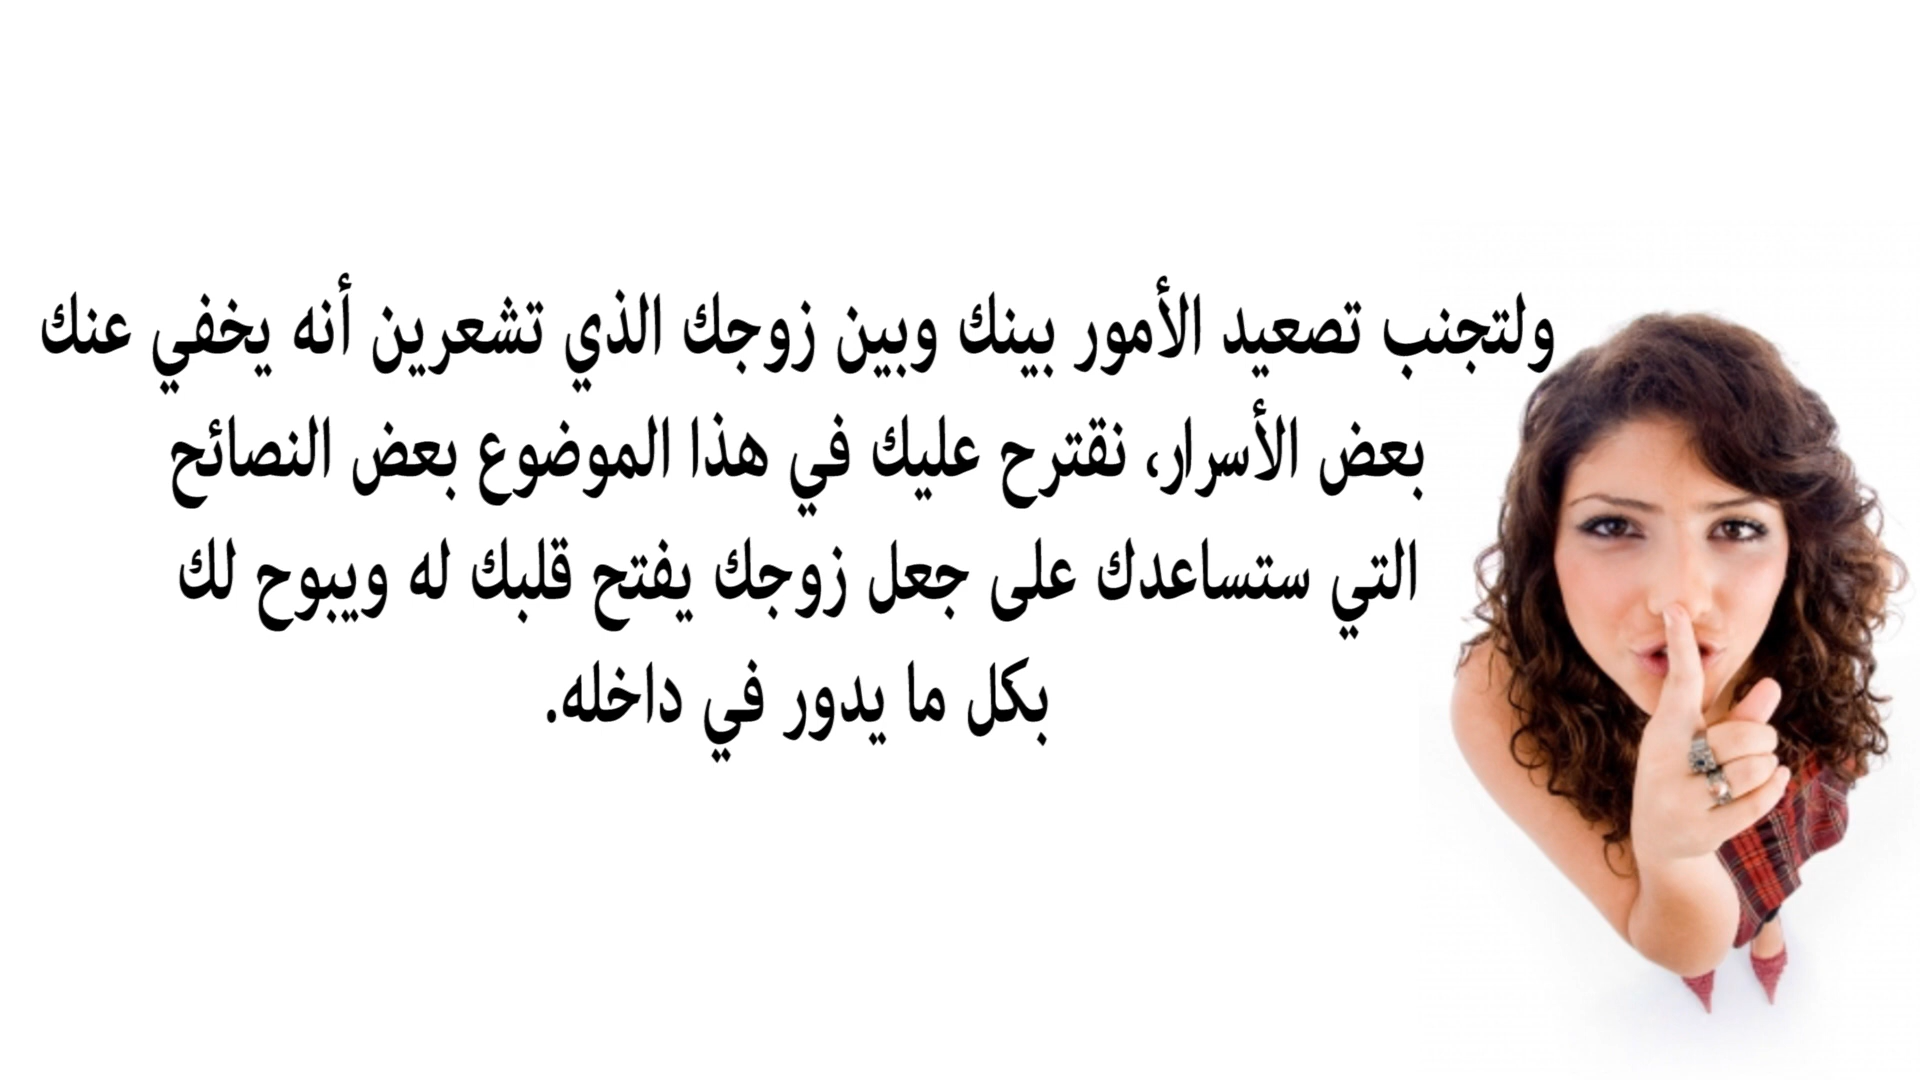 ولتجنب تصعيد الأمور بينك وبين زوجك الذي تشعرين أنه يخفي عنك
بعض الأسرار، نقترح عليك في هذا الموضوع بعض النصائح
التي ستساعدك على جعل زوجك يفتح قلبك له ويبوح لك
بكل ما يدور في داخله.